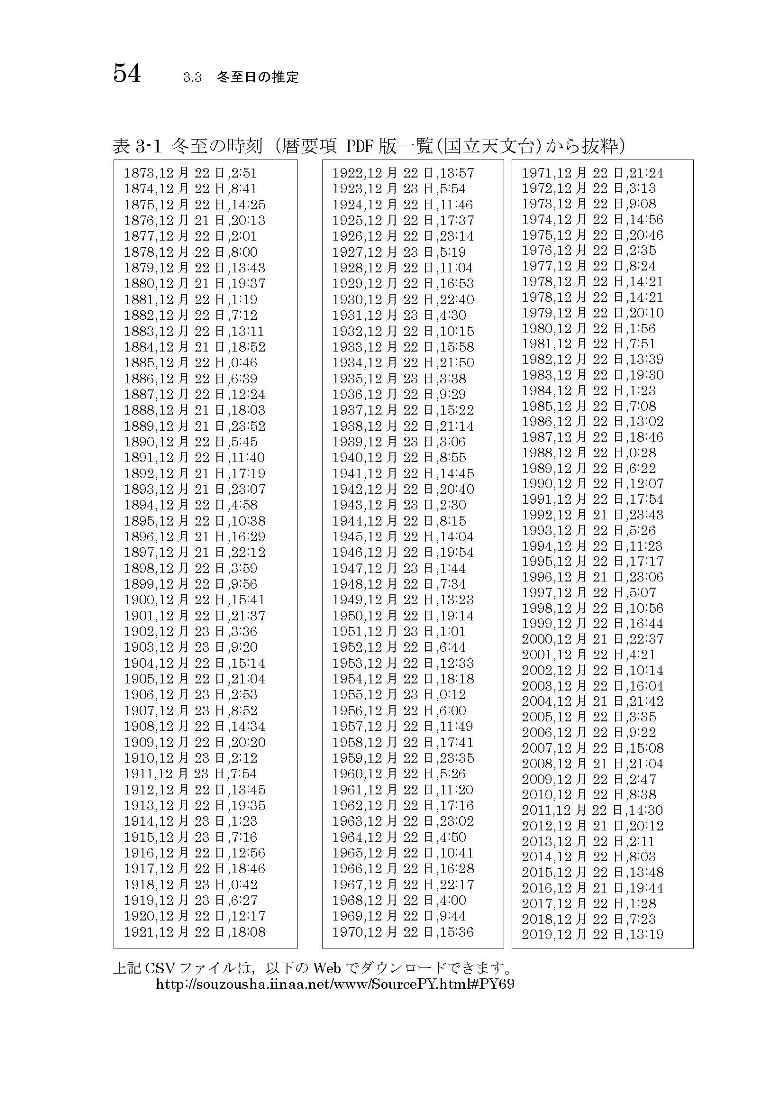 54 3.3 冬至日の推定
表 3-1 冬至の時刻（暦要項 PDF 版一覧(国立天文台)から抜粋）
1873,12 月 22 日,2:51
1874,12 月 22 日,8:41
1875,12 月 22 日,14:25
1876,12 月 21 日,20:13
1877,12 月 22 日,2:01
1878,12 月 22 日,8:00
1879,12 月 22 日,13:43
1880,12 月 21 日,19:37
1881,12 月 22 日,1:19
1882,12 月 22 日,7:12
1883,12 月 22 日,13:11
1884,12 月 21 日,18:52
1885,12 月 22 日,0:46
1886,12 月 22 日,6:39
1887,12 月 22 日,12:24
1888,12 月 21 日,18:03
1889,12 月 21 日,23:52
1890,12 月 22 日,5:45
1891,12 月 22 日,11:40
1892,12 月 21 日,17:19
1893,12 月 21 日,23:07
1894,12 月 22 日,4:58
1895,12 月 22 日,10:38
1896,12 月 21 日,16:29
1897,12 月 21 日,22:12
1898,12 月 22 日,3:59
1899,12 月 22 日,9:56
1900,12 月 22 日,15:41
1901,12 月 22 日,21:37
1902,12 月 23 日,3:36
1903,12 月 23 日,9:20
1904,12 月 22 日,15:14
1905,12 月 22 日,21:04
1906,12 月 23 日,2:53
1907,12 月 23 日,8:52
1908,12 月 22 日,14:34
1909,12 月 22 日,20:20
1910,12 月 23 日,2:12
1911,12 月 23 日,7:54
1912,12 月 22 日,13:45
1913,12 月 22 日,19:35
1914,12 月 23 日,1:23
1915,12 月 23 日,7:16
1916,12 月 22 日,12:56
1917,12 月 22 日,18:46
1918,12 月 23 日,0:42
1919,12 月 23 日,6:27
1920,12 月 22 日,12:17
1921,12 月 22 日,18:08
1922,12 月 22 日,13:57
1923,12 月 23 日,5:54
1924,12 月 22 日,11:46
1925,12 月 22 日,17:37
1926,12 月 22 日,23:14
1927,12 月 23 日,5:19
1928,12 月 22 日,11:04
1929,12 月 22 日,16:53
1930,12 月 22 日,22:40
1931,12 月 23 日,4:30
1932,12 月 22 日,10:15
1933,12 月 22 日,15:58
1934,12 月 22 日,21:50
1935,12 月 23 日,3:38
1936,12 月 22 日,9:29
1937,12 月 22 日,15:22
1938,12 月 22 日,21:14
1939,12 月 23 日,3:06
1940,12 月 22 日,8:55
1941,12 月 22 日,14:45
1942,12 月 22 日,20:40
1943,12 月 23 日,2:30
1944,12 月 22 日,8:15
1945,12 月 22 日,14:04
1946,12 月 22 日,19:54
1947,12 月 23 日,1:44
1948,12 月 22 日,7:34
1949,12 月 22 日,13:23
1950,12 月 22 日,19:14
1951,12 月 23 日,1:01
1952,12 月 22 日,6:44
1953,12 月 22 日,12:33
1954,12 月 22 日,18:18
1955,12 月 23 日,0:12
1956,12 月 22 日,6:00
1957,12 月 22 日,11:49
1958,12 月 22 日,17:41
1959,12 月 22 日,23:35
1960,12 月 22 日,5:26
1961,12 月 22 日,11:20
1962,12 月 22 日,17:16
1963,12 月 22 日,23:02
1964,12 月 22 日,4:50
1965,12 月 22 日,10:41
1966,12 月 22 日,16:28
1967,12 月 22 日,22:17
1968,12 月 22 日,4:00
1969,12 月 22 日,9:44
1970,12 月 22 日,15:36
1971,12 月 22 日,21:24
1972,12 月 22 日,3:13
1973,12 月 22 日,9:08
1974,12 月 22 日,14:56
1975,12 月 22 日,20:46
1976,12 月 22 日,2:35
1977,12 月 22 日,8:24
1978,12 月 22 日,14:21
1978,12 月 22 日,14:21
1979,12 月 22 日,20:10
1980,12 月 22 日,1:56
1981,12 月 22 日,7:51
1982,12 月 22 日,13:39
1983,12 月 22 日,19:30
1984,12 月 22 日,1:23
1985,12 月 22 日,7:08
1986,12 月 22 日,13:02
1987,12 月 22 日,18:46
1988,12 月 22 日,0:28
1989,12 月 22 日,6:22
1990,12 月 22 日,12:07
1991,12 月 22 日,17:54
1992,12 月 21 日,23:43
1993,12 月 22 日,5:26
1994,12 月 22 日,11:23
1995,12 月 22 日,17:17
1996,12 月 21 日,23:06
1997,12 月 22 日,5:07
1998,12 月 22 日,10:56
1999,12 月 22 日,16:44
2000,12 月 21 日,22:37
2001,12 月 22 日,4:21
2002,12 月 22 日,10:14
2003,12 月 22 日,16:04
2004,12 月 21 日,21:42
2005,12 月 22 日,3:35
2006,12 月 22 日,9:22
2007,12 月 22 日,15:08
2008,12 月 21 日,21:04
2009,12 月 22 日,2:47
2010,12 月 22 日,8:38
2011,12 月 22 日,14:30
2012,12 月 21 日,20:12
2013,12 月 22 日,2:11
2014,12 月 22 日,8:03
2015,12 月 22 日,13:48
2016,12 月 21 日,19:44
2017,12 月 22 日,1:28
2018,12 月 22 日,7:23
2019,12 月 22 日,13:19
上記 CSV ファイルは，以下の Web でダウンロードできます。
http://souzousha.iinaa.net/www/SourcePY.html#PY69